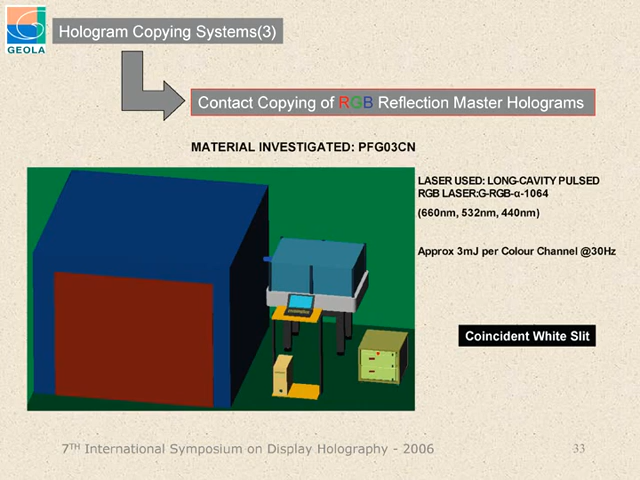 GEOLA
Hologram Copying Systems(3)
Contact Copying of RGB Reflection Master Holograms
MATERIAL INVESTIGATED: PFG03CN
LASER USED: LONG-CAVITY PULSED
RGB LASER:G-RGB-α-1064
(660nm, 532nm, 440nm)
Approx 3mJ per Colour Channel @30Hz
Coincident White Slit
7TH International Symposium on Display Holography - 2006
33